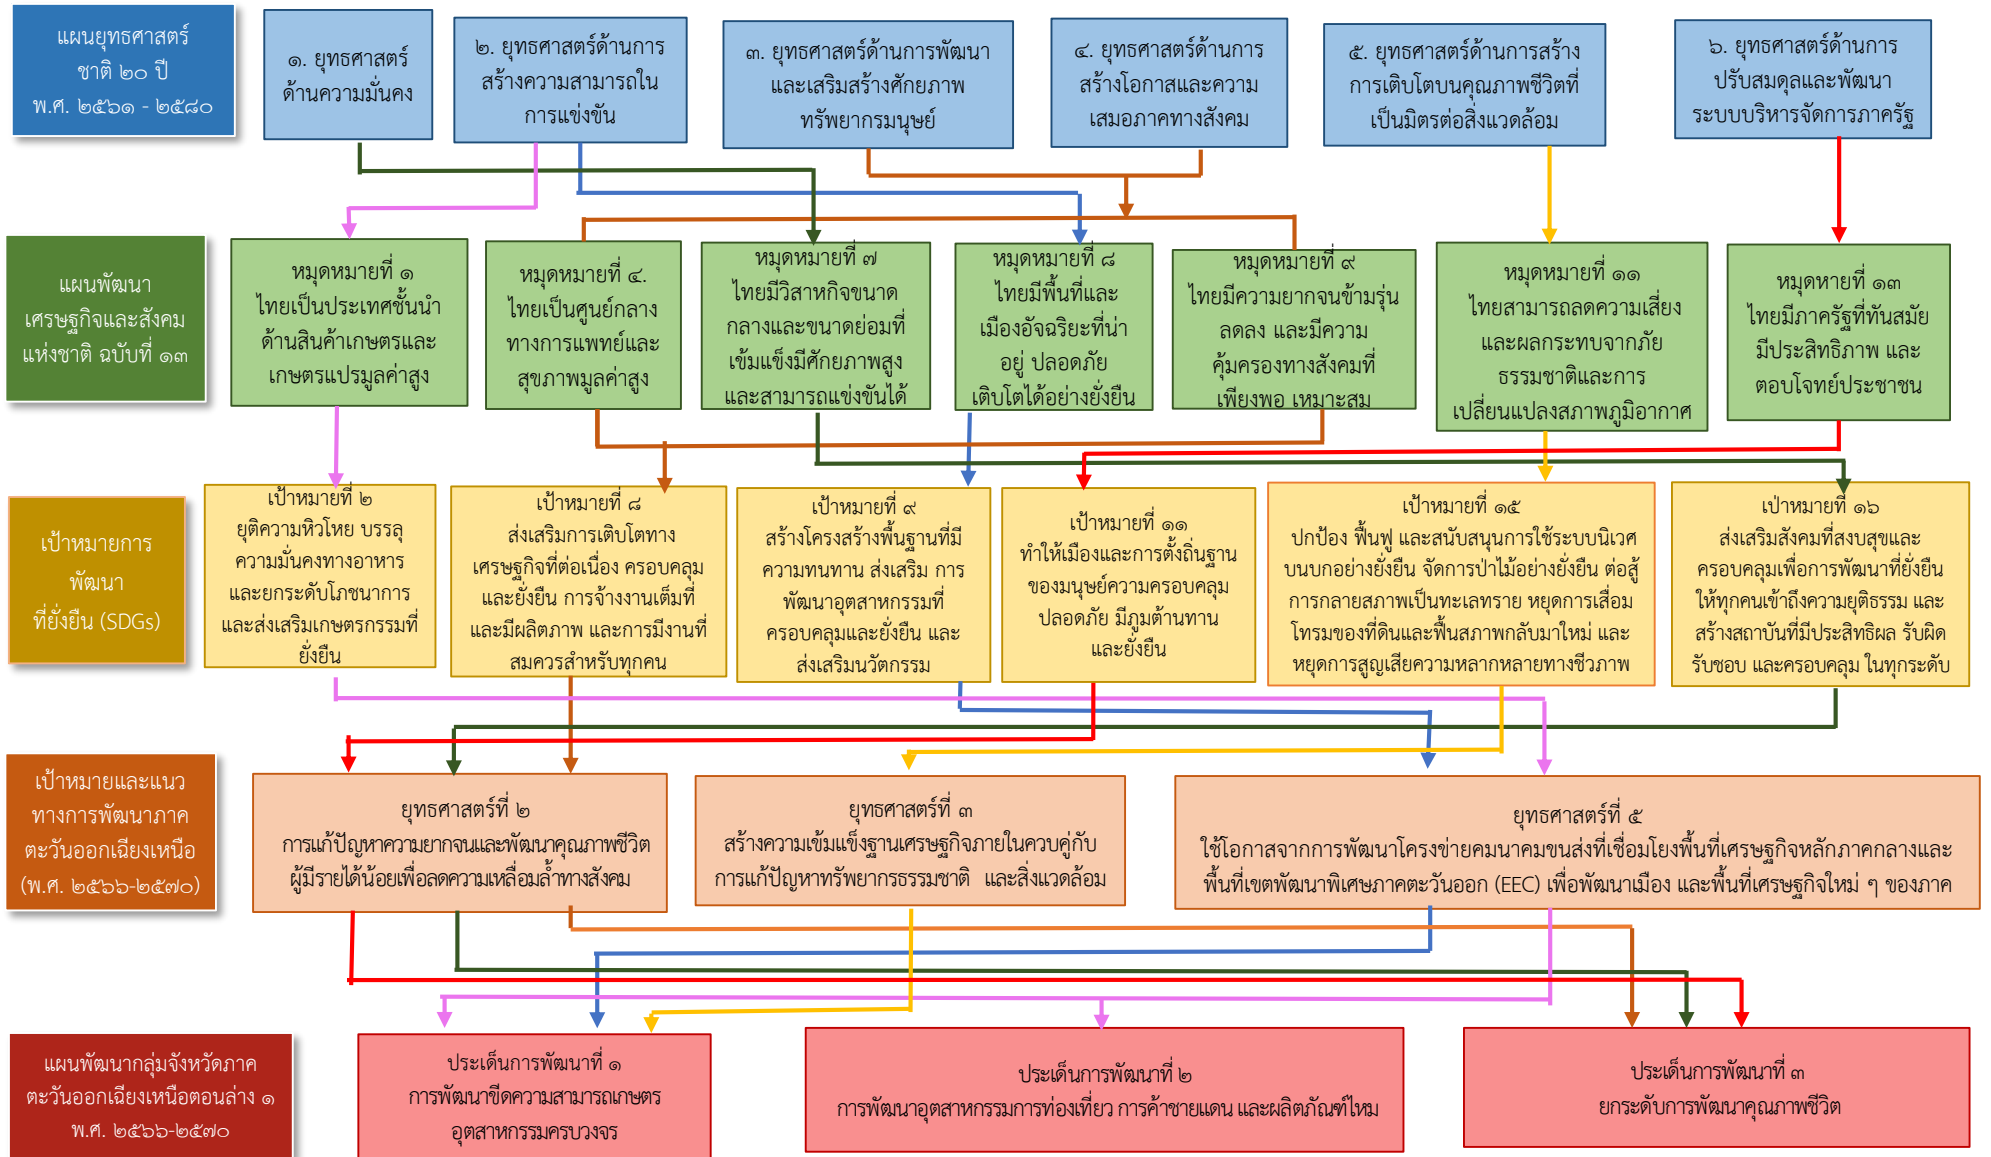 แผนยุทธศาสตร์
ชาติ ๒๐ ปี
พ.ศ. ๒๕๖๑ - ๒๕๘๐
๑. ยุทธศาสตร์
ด้านความมั่นคง
๒. ยุทธศาสตร์ด้านการ
สร้างความสามารถใน
การแข่งขัน
๓. ยุทธศาสตร์ด้านการพัฒนา
และเสริมสร้างศักยภาพ
ทรัพยากรมนุษย์
๔. ยุทธศาสตร์ด้านการ
สร้างโอกาสและความ
เสมอภาคทางสังคม
๕. ยุทธศาสตร์ด้านการสร้าง
การเติบโตบนคุณภาพชีวิตที่
เป็นมิตรต่อสิ่งแวดล้อม
๖. ยุทธศาสตร์ด้านการ
ปรับสมดุลและพัฒนา
ระบบบริหารจัดการภาครัฐ
แผนพัฒนา
เศรษฐกิจและสังคม
แห่งชาติ ฉบับที่ ๑๓
หมุดหมายที่ ๑
ไทยเป็นประเทศชั้นนำ
ด้านสินค้าเกษตรและ
เกษตรแปรมูลค่าสูง
หมุดหมายที่ ๔.
ไทยเป็นศูนย์กลาง
ทางการแพทย์และ
สุขภาพมูลค่าสูง
หมุดหมายที่ ๗
ไทยมีวิสาหกิจขนาด
กลางและขนาดย่อมที่
เข้มแข็งมีศักยภาพสูง
และสามารถแข่งขันได้
หมุดหมายที่ ๘
ไทยมีพื้นที่และ
เมืองอัจฉริยะที่น่า
อยู่ ปลอดภัย
เติบโตได้อย่างยั่งยืน
หมุดหมายที่ ๙
ไทยมีความยากจนข้ามรุ่น
ลดลง และมีความ
คุ้มครองทางสังคมที่
เพียงพอ เหมาะสม
หมุดหมายที่ ๑๑
ไทยสามารถลดความเสี่ยง
และผลกระทบจากภัย
ธรรมชาติและการ
เปลี่ยนแปลงสภาพภูมิอากาศ
หมุดหายที่ ๑๓
ไทยมีภาครัฐที่ทันสมัย
มีประสิทธิภาพ และ
ตอบโจทย์ประชาชน
เป้าหมายการ
พัฒนา
ที่ยั่งยืน (SDGs)
เป้าหมายที่ ๒
ยุติความหิวโหย บรรลุ
ความมั่นคงทางอาหาร
และยกระดับโภชนาการ
และส่งเสริมเกษตรกรรมที่
ยั่งยืน
เป้าหมายที่ ๘
ส่งเสริมการเติบโตทาง
เศรษฐกิจที่ต่อเนื่อง ครอบคลุม
และยั่งยืน การจ้างงานเต็มที่
และมีผลิตภาพ และการมีงานที่
สมควรสำหรับทุกคน
เป้าหมายที่ ๙
สร้างโครงสร้างพื้นฐานที่มี
ความทนทาน ส่งเสริม การ
พัฒนาอุตสาหกรรมที่
ครอบคลุมและยั่งยืน และ
ส่งเสริมนวัตกรรม
เป้าหมายที่ ๑๑
ทำให้เมืองและการตั้งถิ่นฐาน
ของมนุษย์ความครอบคลุม
ปลอดภัย มีภูมต้านทาน
และยั่งยืน
เป้าหมายที่ ๑๕
ปกป้อง ฟื้นฟู และสนับสนุนการใช้ระบบนิเวศ
บนบกอย่างยั่งยืน จัดการป่าไม้อย่างยั่งยืน ต่อสู้
การกลายสภาพเป็นทะเลทราย หยุดการเสื่อม
โทรมของที่ดินและฟื้นสภาพกลับมาใหม่ และ
หยุดการสูญเสียความหลากหลายทางชีวภาพ
เป่าหมายที่ ๑๖
ส่งเสริมสังคมที่สงบสุขและ
ครอบคลุมเพื่อการพัฒนาที่ยั่งยืน
ให้ทุกคนเข้าถึงความยุติธรรม และ
สร้างสถาบันที่มีประสิทธิผล รับผิด
รับชอบ และครอบคลุม ในทุกระดับ
เป้าหมายและแนว
ทางการพัฒนาภาค
ตะวันออกเฉียงเหนือ
(พ.ศ. ๒๕๖๖-๒๕๗๐)
ยุทธศาสตร์ที่ ๒
การแก้ปัญหาความยากจนและพัฒนาคุณภาพชีวิต
ผู้มีรายได้น้อยเพื่อลดความเหลื่อมล้ำทางสังคม
ยุทธศาสตร์ที่ ๓
สร้างความเข้มแข็งฐานเศรษฐกิจภายในควบคู่กับ
การแก้ปัญหาทรัพยากรธรรมชาติ และสิ่งแวดล้อม
ยุทธศาสตร์ที่ ๕
ใช้โอกาสจากการพัฒนาโครงข่ายคมนาคมขนส่งที่เชื่อมโยงพื้นที่เศรษฐกิจหลักภาคกลางและ
พื้นที่เขตพัฒนาพิเศษภาคตะวันออก (EEC) เพื่อพัฒนาเมือง และพื้นที่เศรษฐกิจใหม่ ๆ ของภาค
แผนพัฒนากลุ่มจังหวัดภาค
ตะวันออกเฉียงเหนือตอนล่าง ๑
พ.ศ. ๒๕๖๖-๒๕๗๐
ประเด็นการพัฒนาที่ ๑
การพัฒนาขีดความสามารถเกษตร
อุตสาหกรรมครบวงจร
ประเด็นการพัฒนาที่ ๒
การพัฒนาอุตสาหกรรมการท่องเที่ยว การค้าชายแดน และผลิตภัณฑ์ไหม
ประเด็นการพัฒนาที่ ๓
ยกระดับการพัฒนาคุณภาพชีวิต